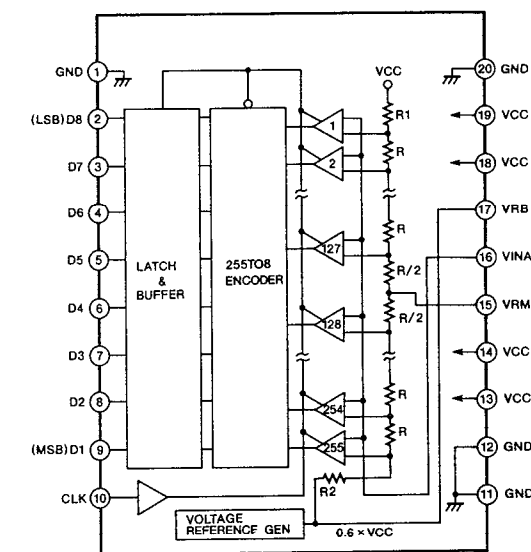 GND 1
(LSB)D8 2
D7 3
D6 4
D5 5
D4 6
D3 7
D2 8
(MSB)D1 9
CLK 10
LATCH
&
BUFFER
255TO8
ENCODER
VCC
R1
1
R
2
R
127
R/2
R/2
128
R
254
R
255
R2
VOLTAGE
REFERENCE GEN
0.6 × VCC
20 GND
19 VCC
18 VCC
17 VRB
16 VINA
15 VRM
14 VCC
13 VCC
12 GND
11 GND